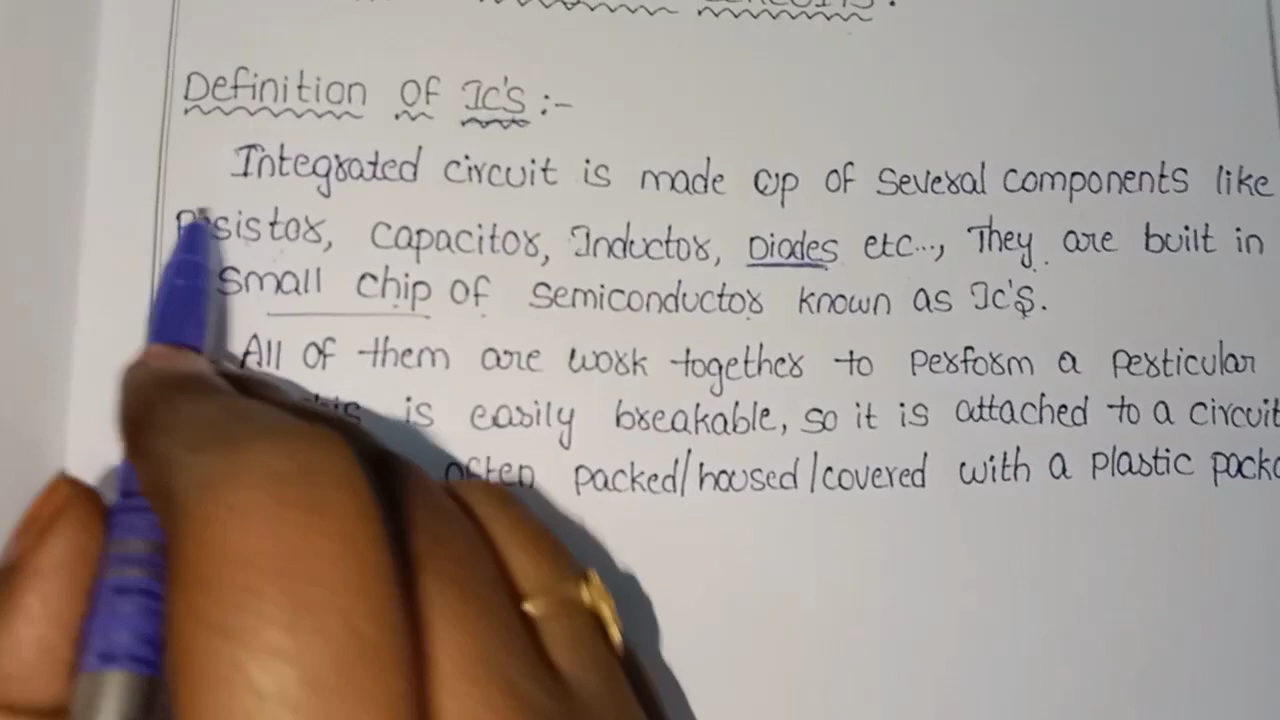 Definition of Ic's :-
Integrated circuit is made up of several components like
Resistor, capacitor, Inductor, Diodes etc..., They are built in
small chip of semiconductor known as Ic's.
All of them are work together to perform a perticular
is easily breakable, so it is attached to a circuit
often packed/housed/covered with a plastic